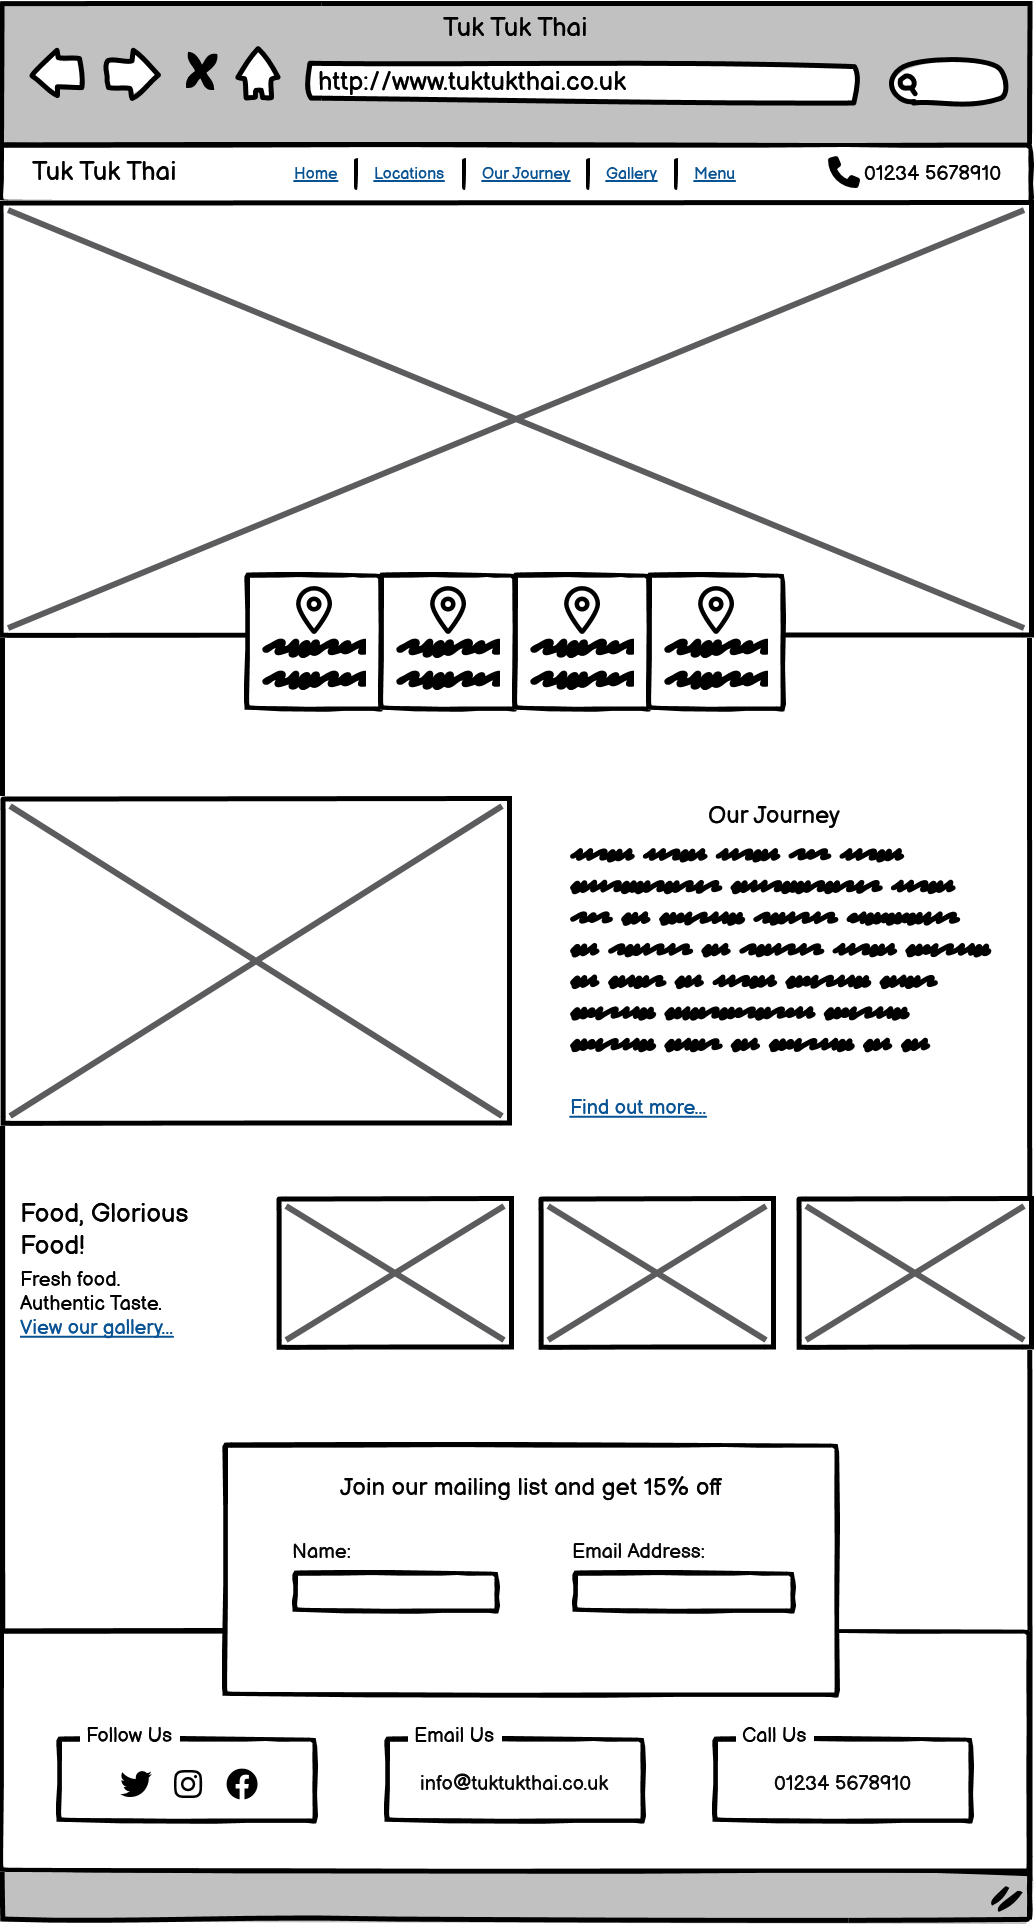 Tuk Tuk Thai
http://www.tuktukthai.co.uk
Tuk Tuk Thai
Home
Locations
Our Journey
Gallery
Menu
01234 5678910
Our Journey
Find out more...
Food, Glorious
Food!
Fresh food.
Authentic Taste.
View our gallery...
Join our mailing list and get 15% off
Name:
Email Address:
Follow Us
Email Us
info@tuktukthai.co.uk
Call Us
01234 5678910